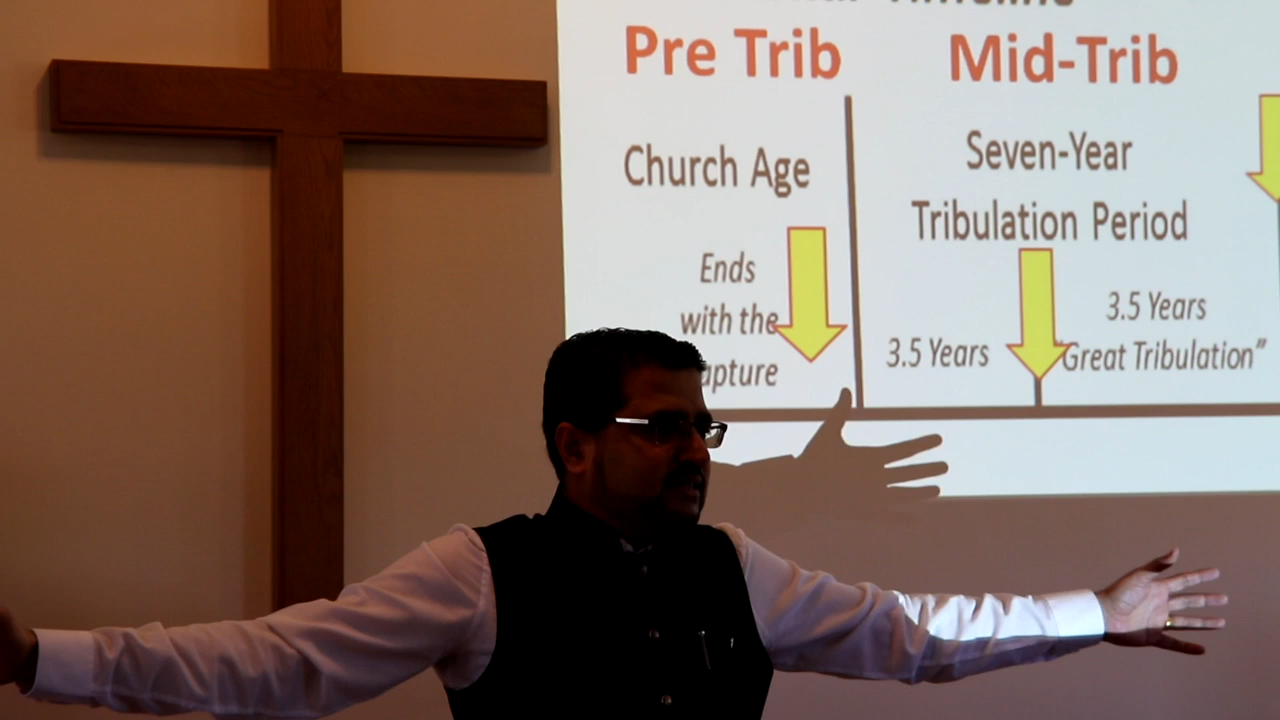 Timeline
Pre Trib
Mid-Trib
Church Age
Seven-Year
Tribulation Period
Ends
with the
3.5 Years
3.5 Years
"Great Tribulation"